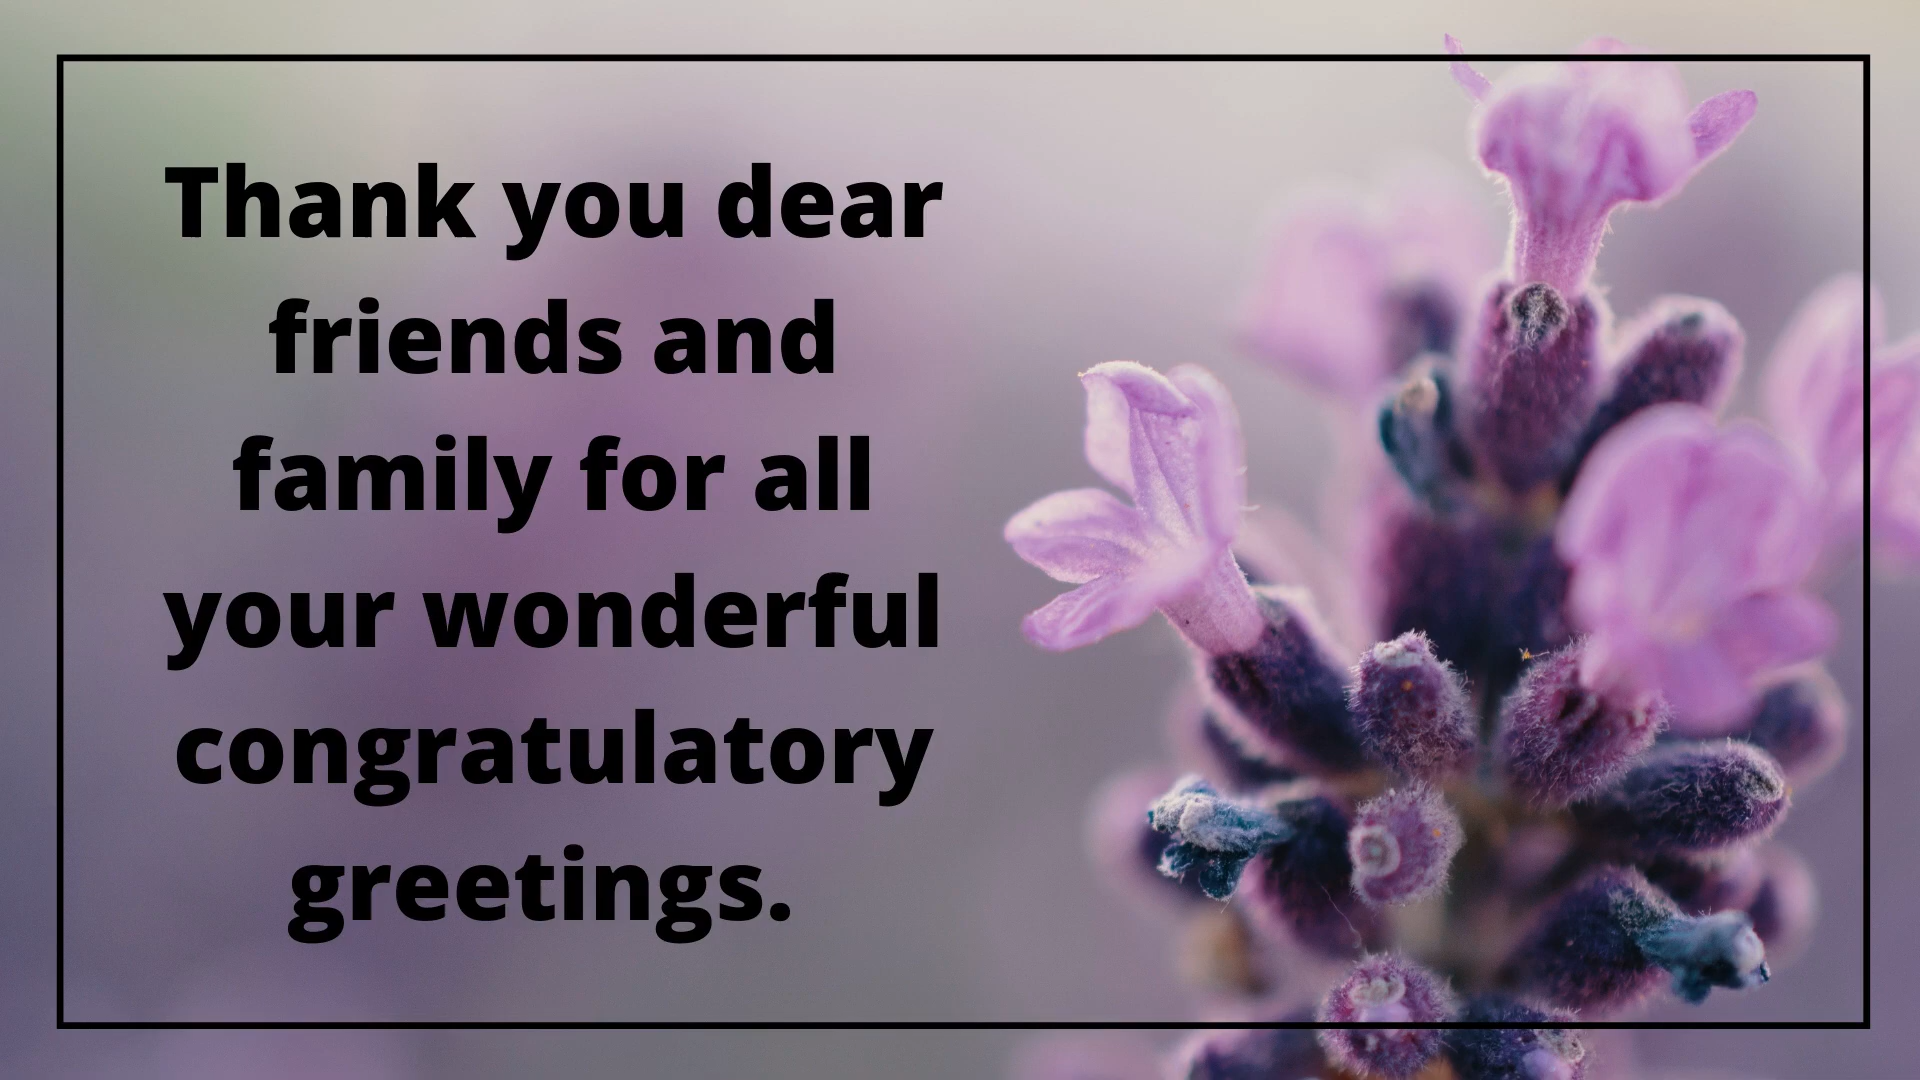 Thank you dear
friends and
family for all
your wonderful
congratulatory
greetings.